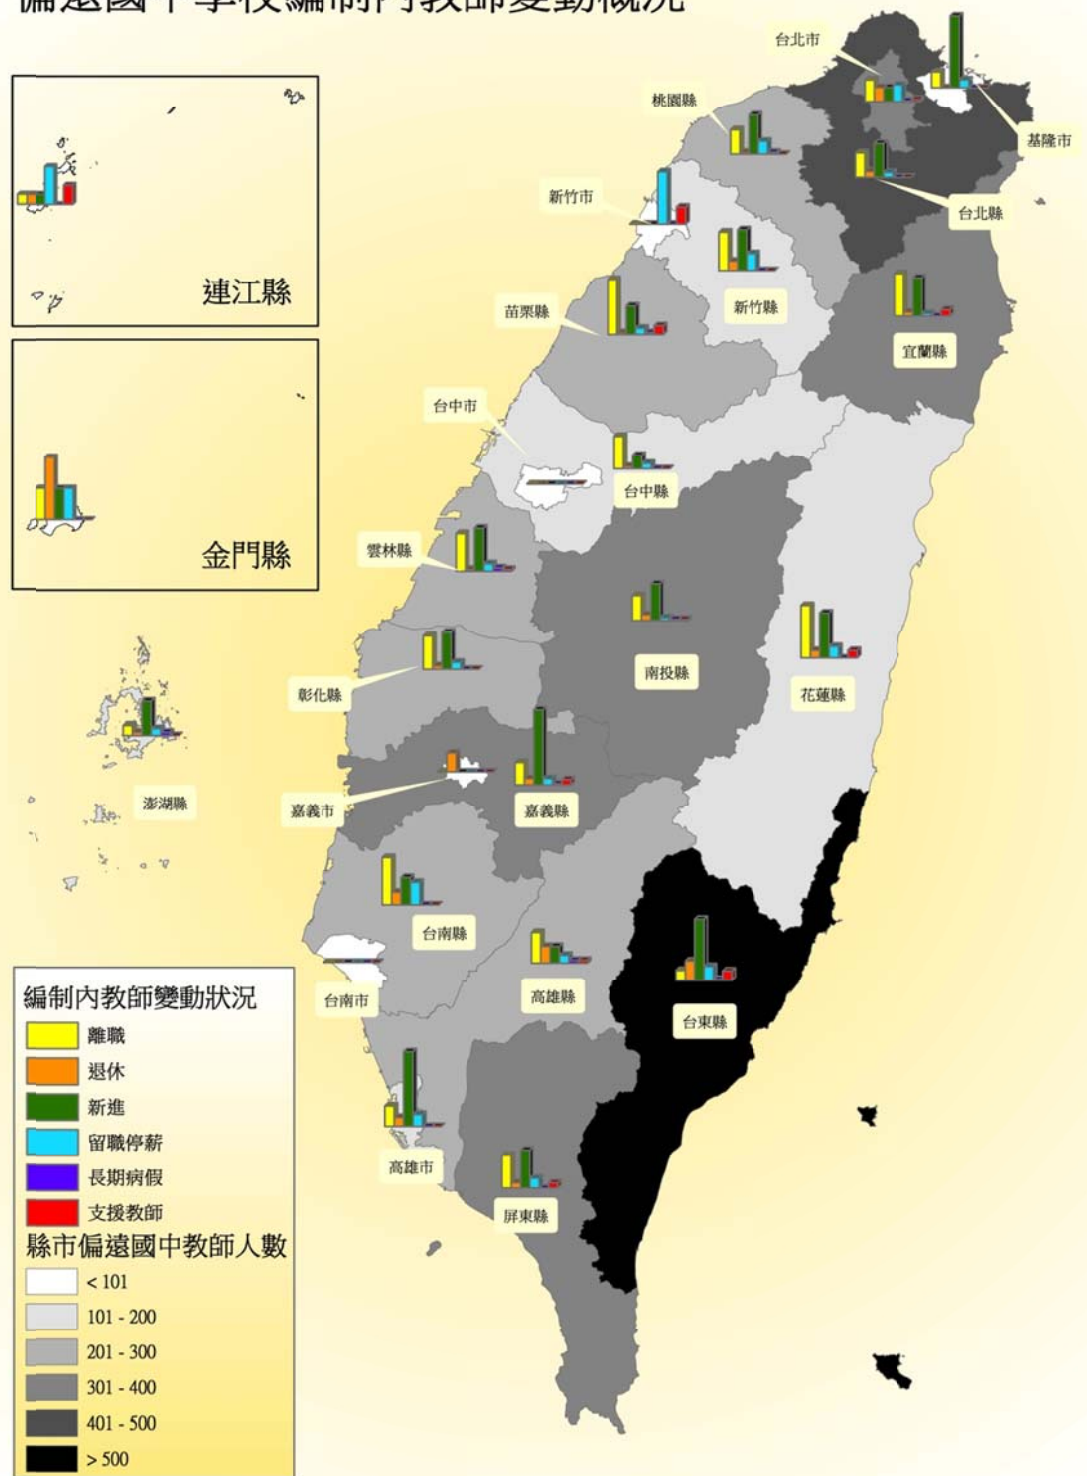 偏遠國中學校編制內教師變動概況
台北市
桃園縣
基隆市
新竹市
台北縣
連江縣
新竹縣
苗栗縣
宜蘭縣
台中市
台中縣
金門縣
雲林縣
南投縣
花蓮縣
彰化縣
澎湖縣
嘉義市
嘉義縣
台南縣
台南市
高雄縣
台東縣
高雄市
屏東縣
編制內教師變動狀況
離職
退休
新進
留職停薪
長期病假
支援教師
縣市偏遠國中教師人數
< 101
101 - 200
201 - 300
301 - 400
401 - 500
> 500